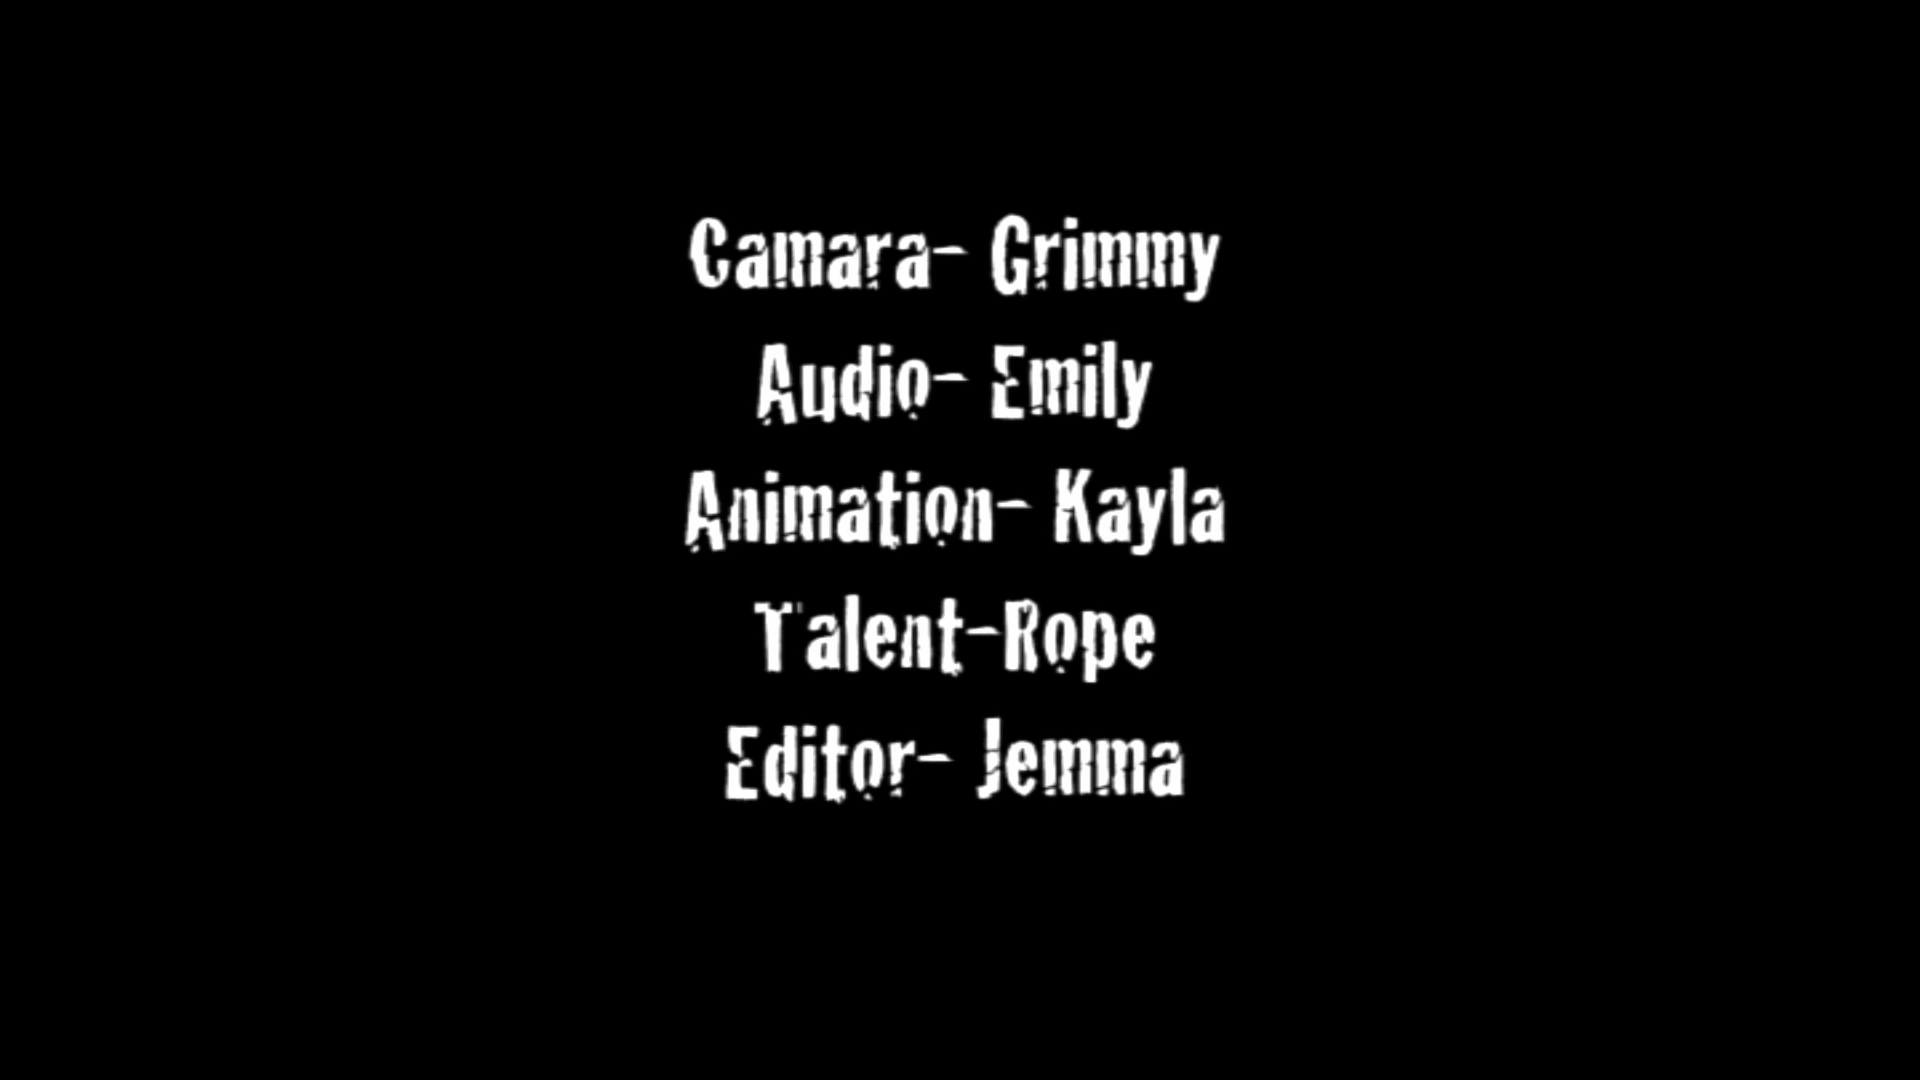 Camara- Grimmy
Audio- Emily
Animation- Kayla
Talent-Rope
Editor- Jemma